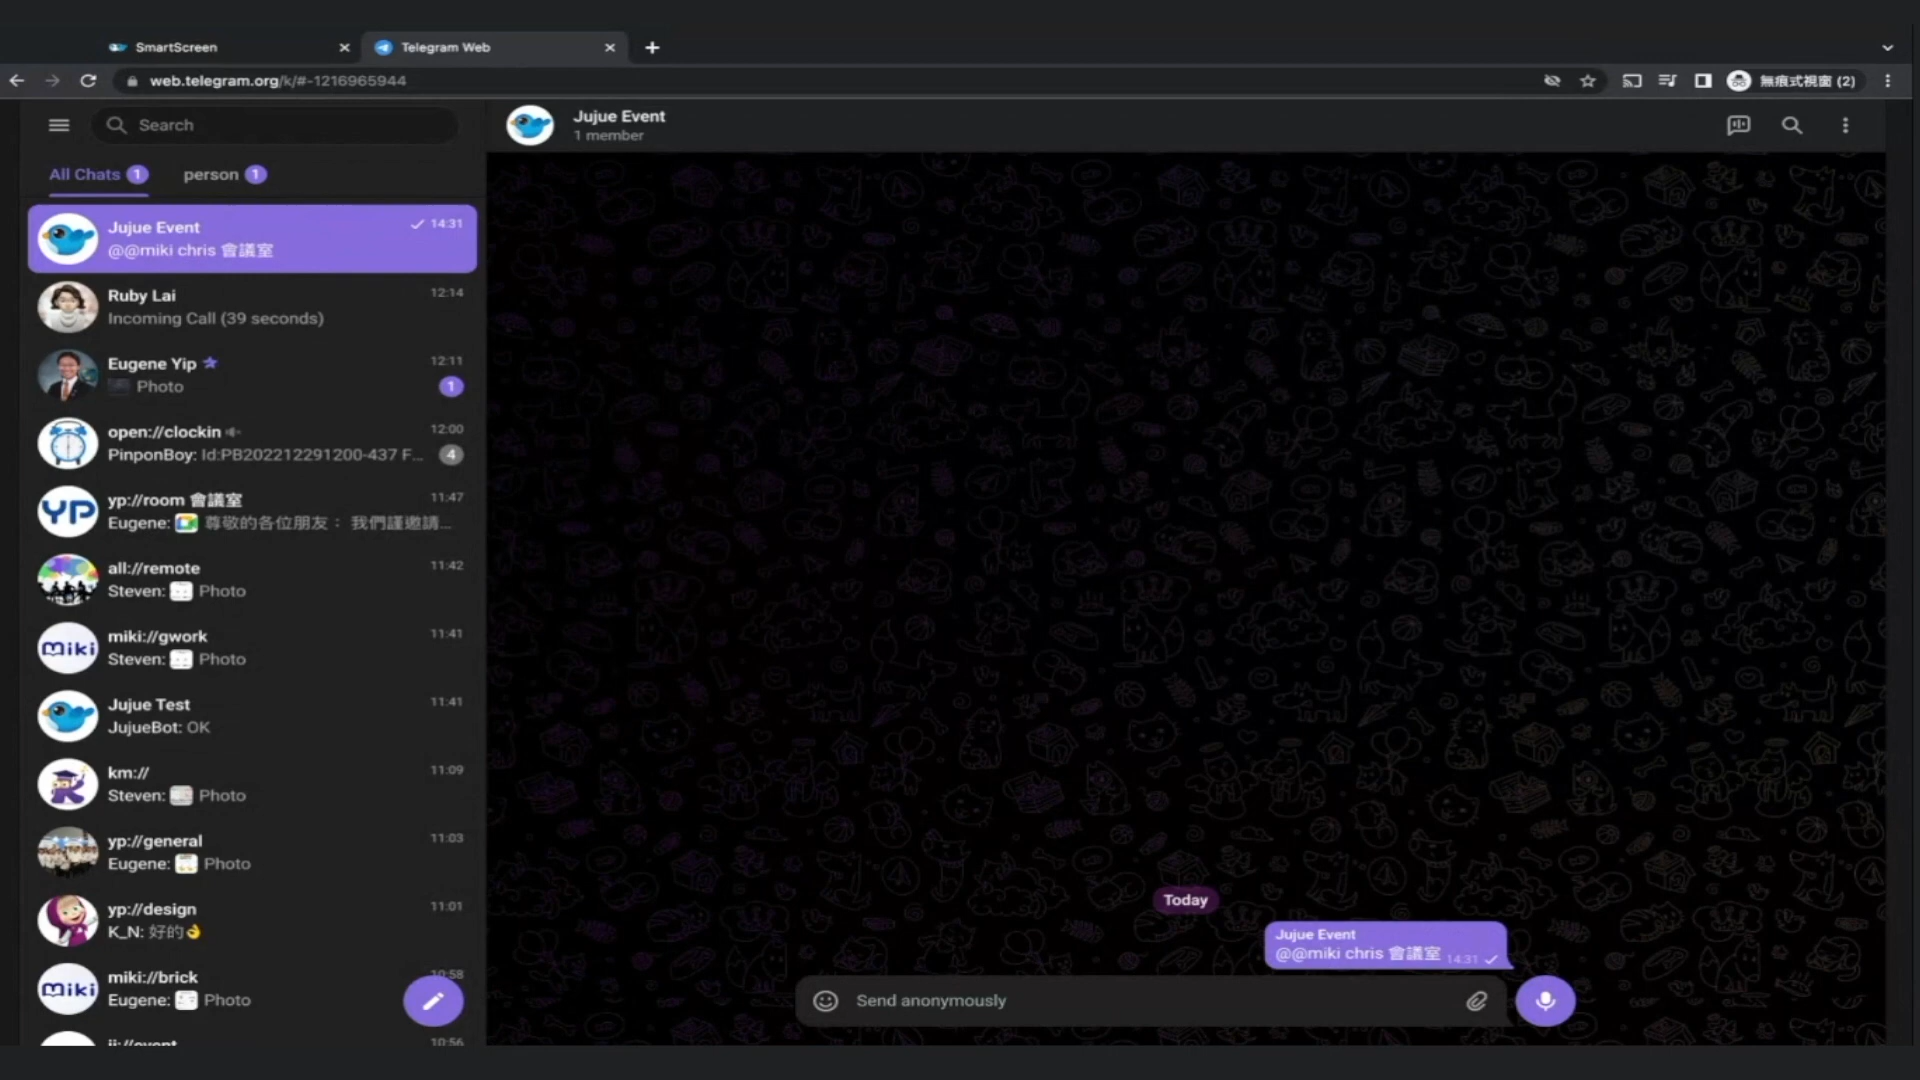 SmartScreen
Telegram Web
web.telegram.org/k/#-1216965944
無痕式視窗 (2)
Search
All Chats 1
person 1
Jujue Event
14:31
@@miki chris 會議室
Ruby Lai
12:14
Incoming Call (39 seconds)
Eugene Yip
12:11
Photo
1
open://clockin
12:00
PinponBoy: Id:PB202212291200-437 F...
4
YP
yp://room 會議室
11:47
Eugene: 尊敬的各位朋友： 我們謹邀請...
all://remote
11:42
Steven: Photo
miki
miki://gwork
11:41
Steven: Photo
Jujue Test
11:41
JujueBot: OK
km://
11:09
Steven: Photo
yp://general
11:03
Eugene: Photo
yp://design
11:01
K_N: 好的👌
miki
miki://brick
10:58
Eugene: Photo
10:56
Jujue Event
1 member
Today
Jujue Event
@@miki chris 會議室 14:31
Send anonymously